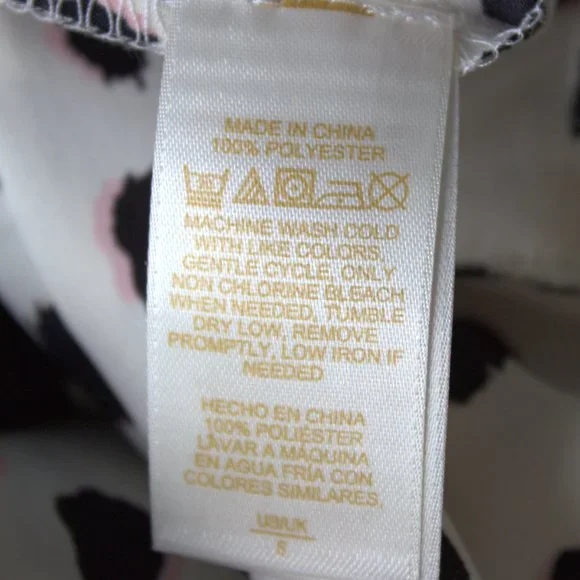 MADE IN CHINA
100% POLYESTER
MACHINE WASH COLD
WITH LIKE COLORS,
GENTLE CYCLE, ONLY
NON CHLORINE BLEACH
WHEN NEEDED, TUMBLE
DRY LOW, REMOVE
PROMPTLY, LOW IRON IF
NEEDED
HECHO EN CHINA
100% POLIÉSTER
LAVAR A MÁQUINA
EN AGUA FRÍA CON
COLORES SIMILARES,
S